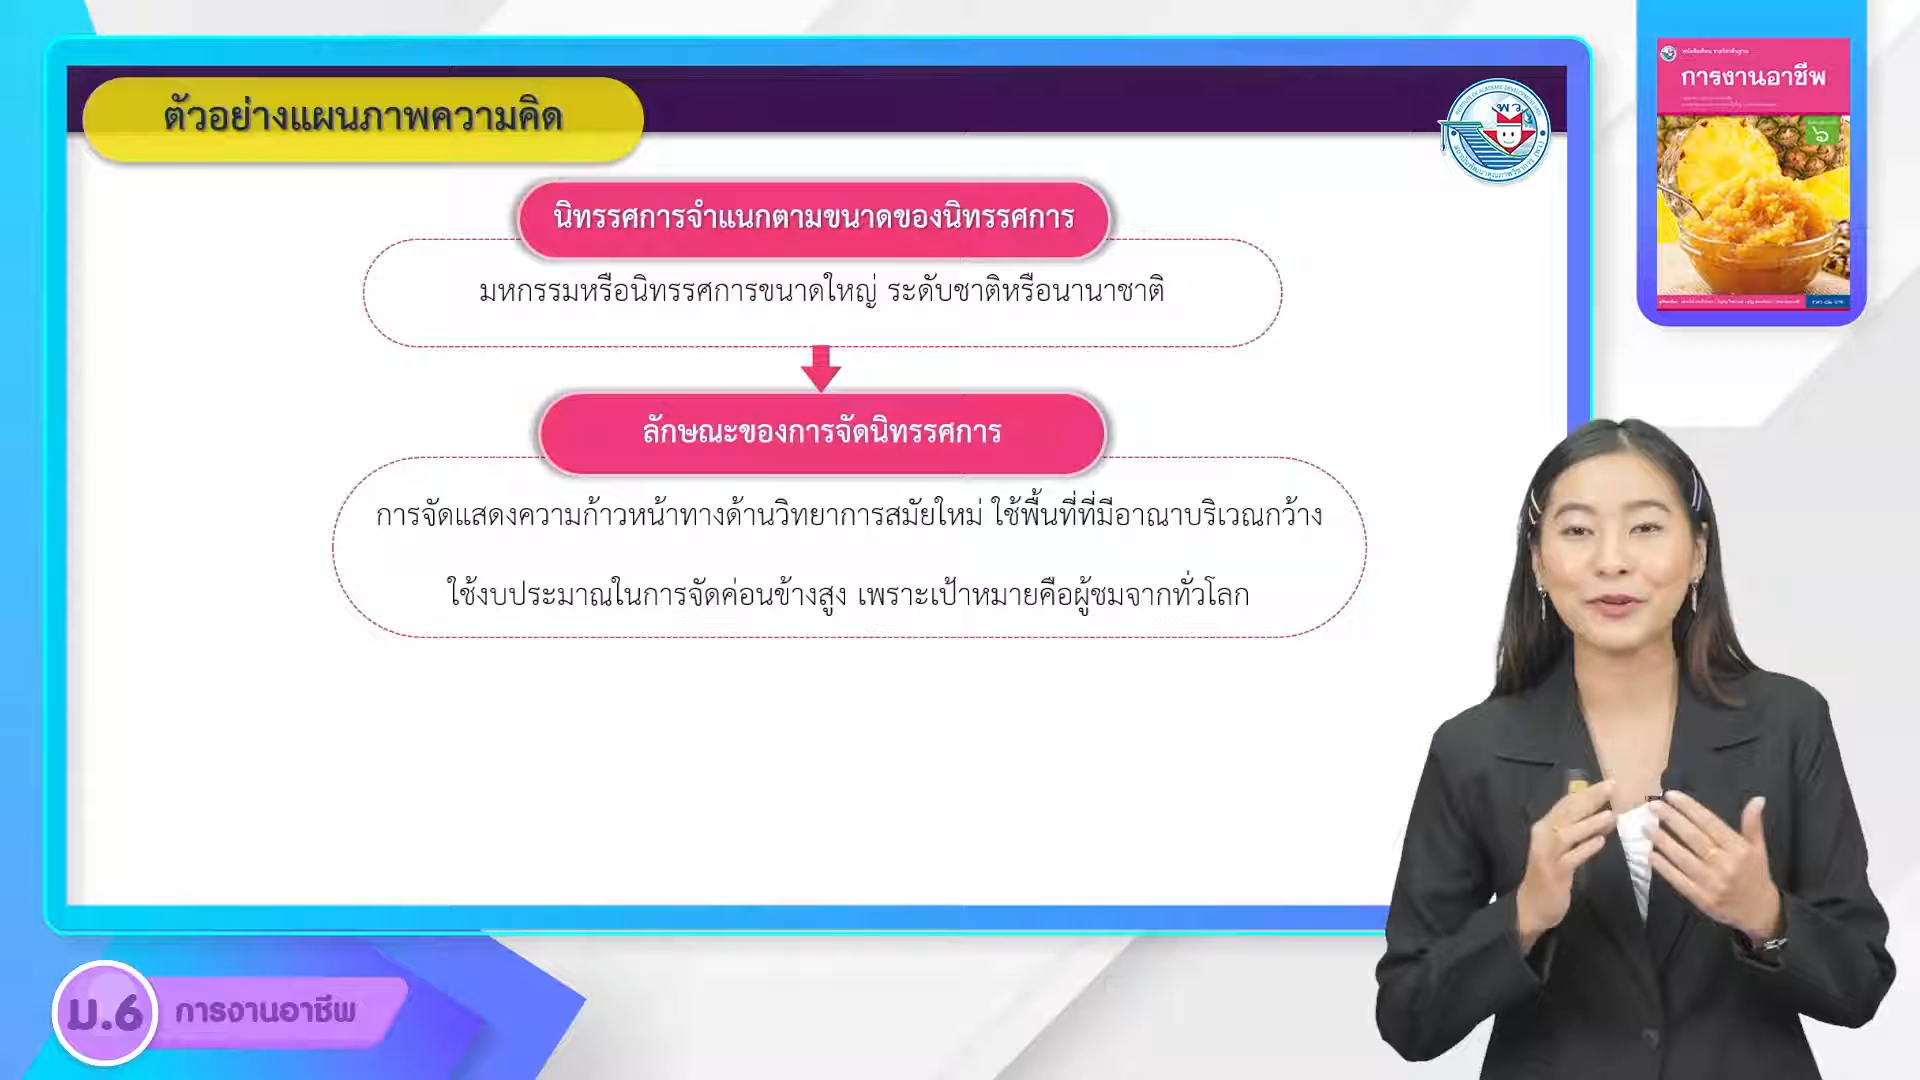 ตัวอย่างแผนภาพความคิด
นิทรรศการจำแนกตามขนาดของนิทรรศการ
มหกรรมหรือนิทรรศการขนาดใหญ่ ระดับชาติหรือนานาชาติ
ลักษณะของการจัดนิทรรศการ
การจัดแสดงความก้าวหน้าทางด้านวิทยาการสมัยใหม่ ใช้พื้นที่ที่มีอาณาบริเวณกว้าง
ใช้งบประมาณในการจัดค่อนข้างสูง เพราะเป้าหมายคือผู้ชมจากทั่วโลก
พว
การงานอาชีพ
๖
ม.6 การงานอาชีพ